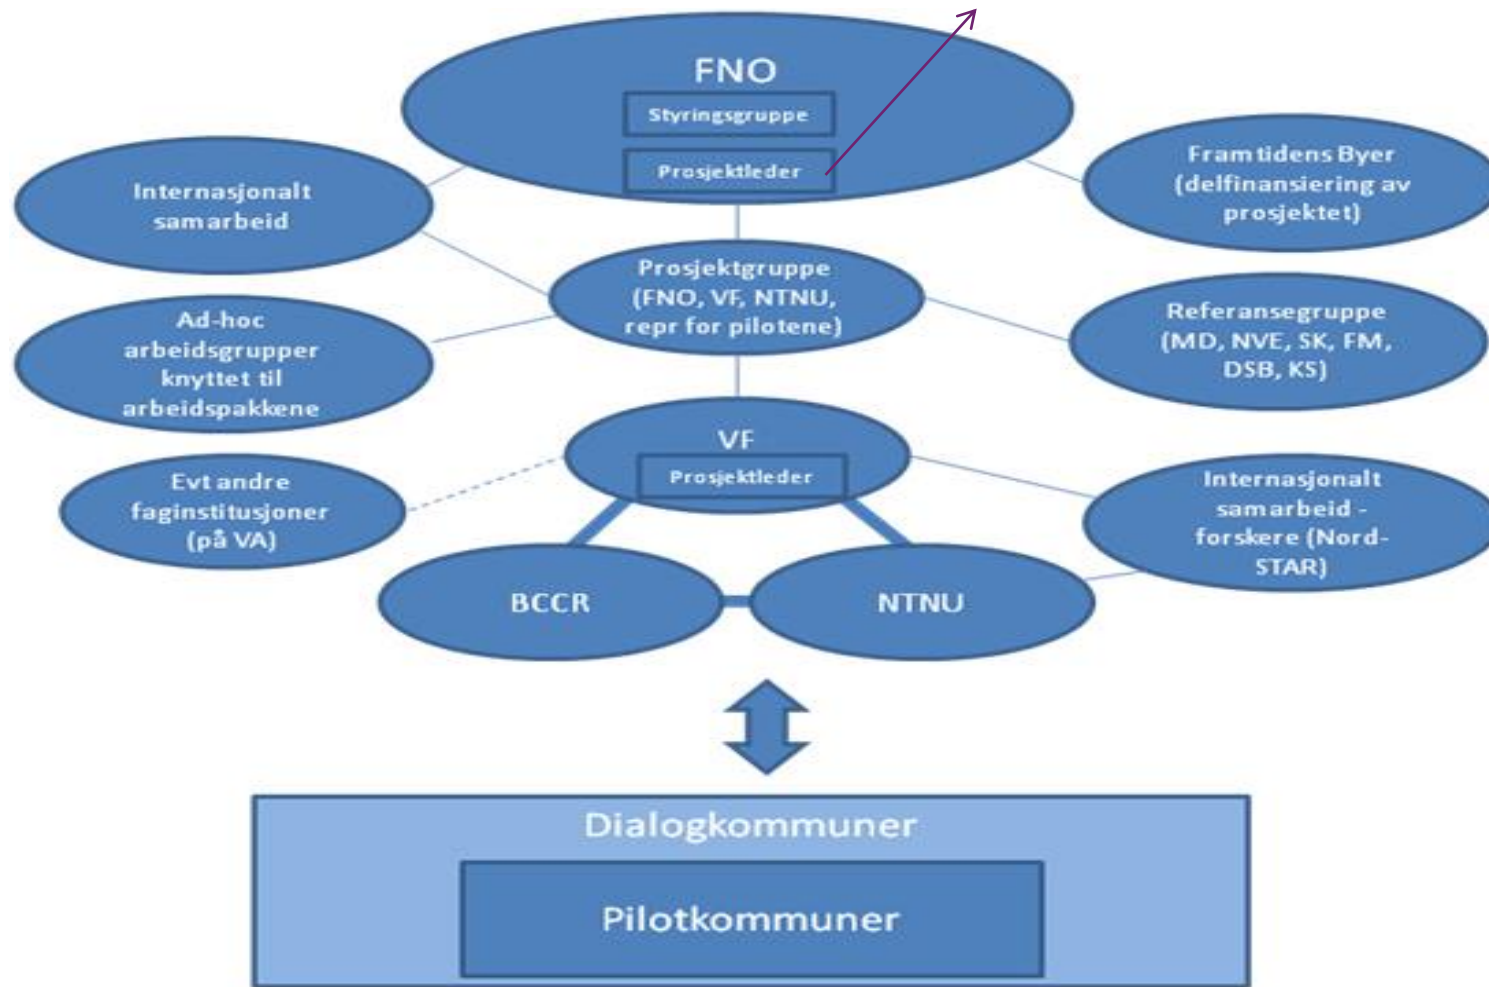 FNO
Styringsgruppe
Prosjektleder
Internasjonalt
samarbeid
Framtidens Byer
(delfinansiering av
prosjektet)
Prosjektgruppe
(FNO, VF, NTNU,
repr for pilotene)
Ad-hoc
arbeidsgrupper
knyttet til
arbeidspakkene
Referansegruppe
(MD, NVE, SK, FM,
DSB, KS)
VF
Prosjektleder
Evt andre
faginstitusjoner
(på VA)
Internasjonalt
samarbeid -
forskere (Nord-
STAR)
BCCR
NTNU
Dialogkommuner
Pilotkommuner